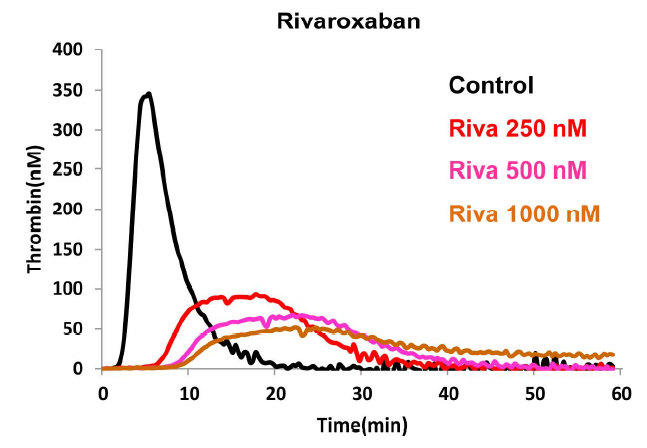 Rivaroxaban
400
350
300
250
200
150
100
50
0
Thrombin(nM)
Control
Riva 250 nM
Riva 500 nM
Riva 1000 nM
0 10 20 30 40 50 60
Time(min)